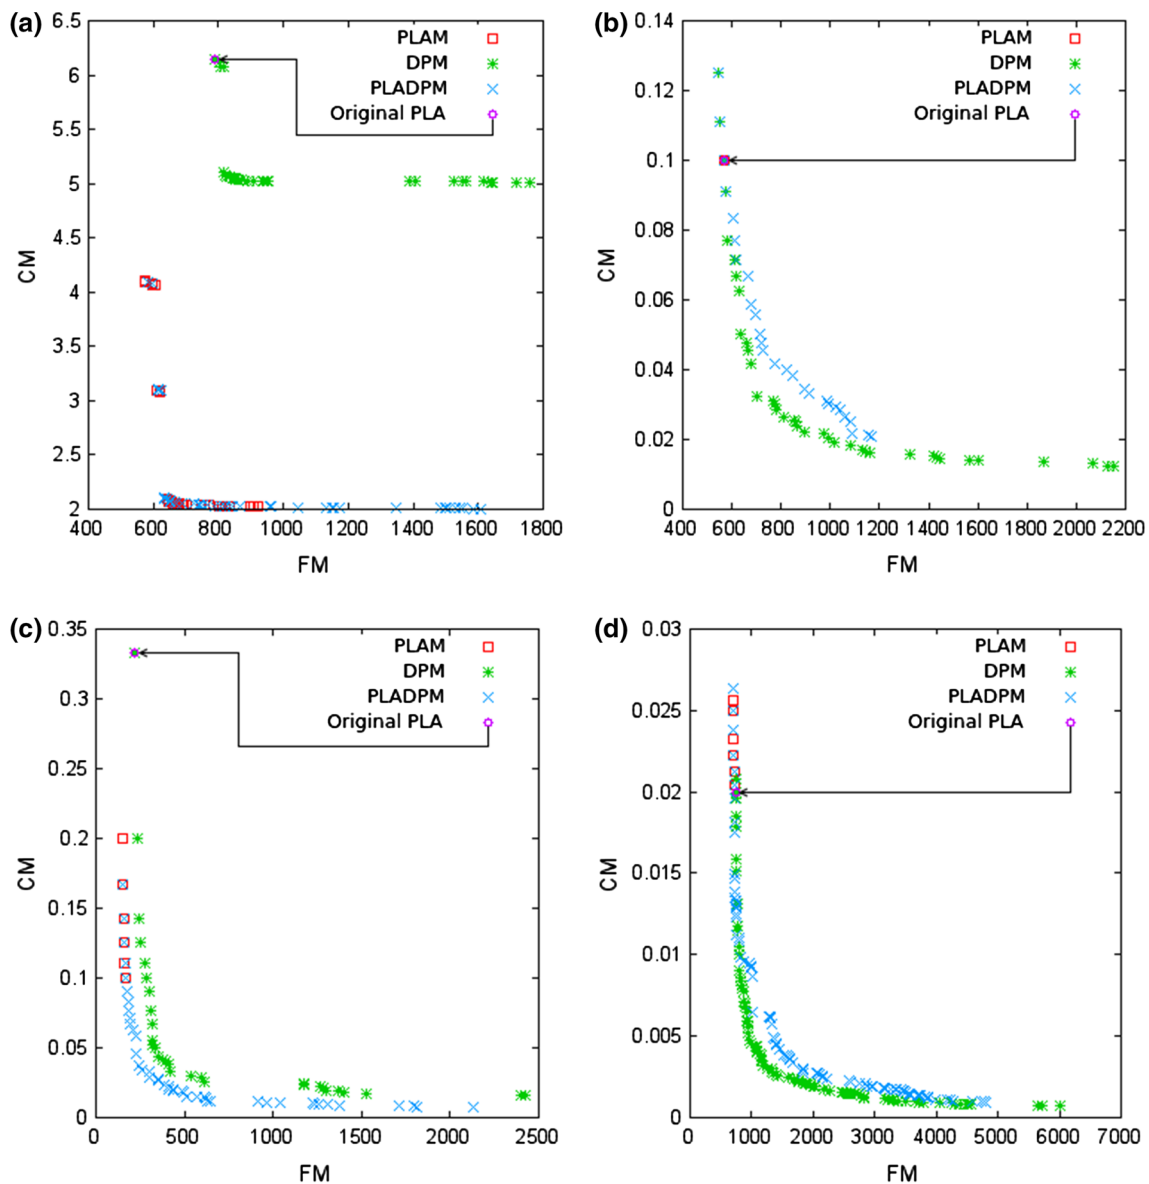 (a)
6.5
6
5.5
5
4.5
4
3.5
3
2.5
2
CM
400 600 800 1000 1200 1400 1600 1800
FM
PLAM
DPM
PLADPM
Original PLA
(b)
0.14
0.12
0.1
0.08
0.06
0.04
0.02
0
CM
400 600 800 1000 1200 1400 1600 1800 2000 2200
FM
PLAM
DPM
PLADPM
Original PLA
(c)
0.35
0.3
0.25
0.2
0.15
0.1
0.05
0
CM
0 500 1000 1500 2000 2500
FM
PLAM
DPM
PLADPM
Original PLA
(d)
0.03
0.025
0.02
0.015
0.01
0.005
0
CM
0 1000 2000 3000 4000 5000 6000 7000
FM
PLAM
DPM
PLADPM
Original PLA